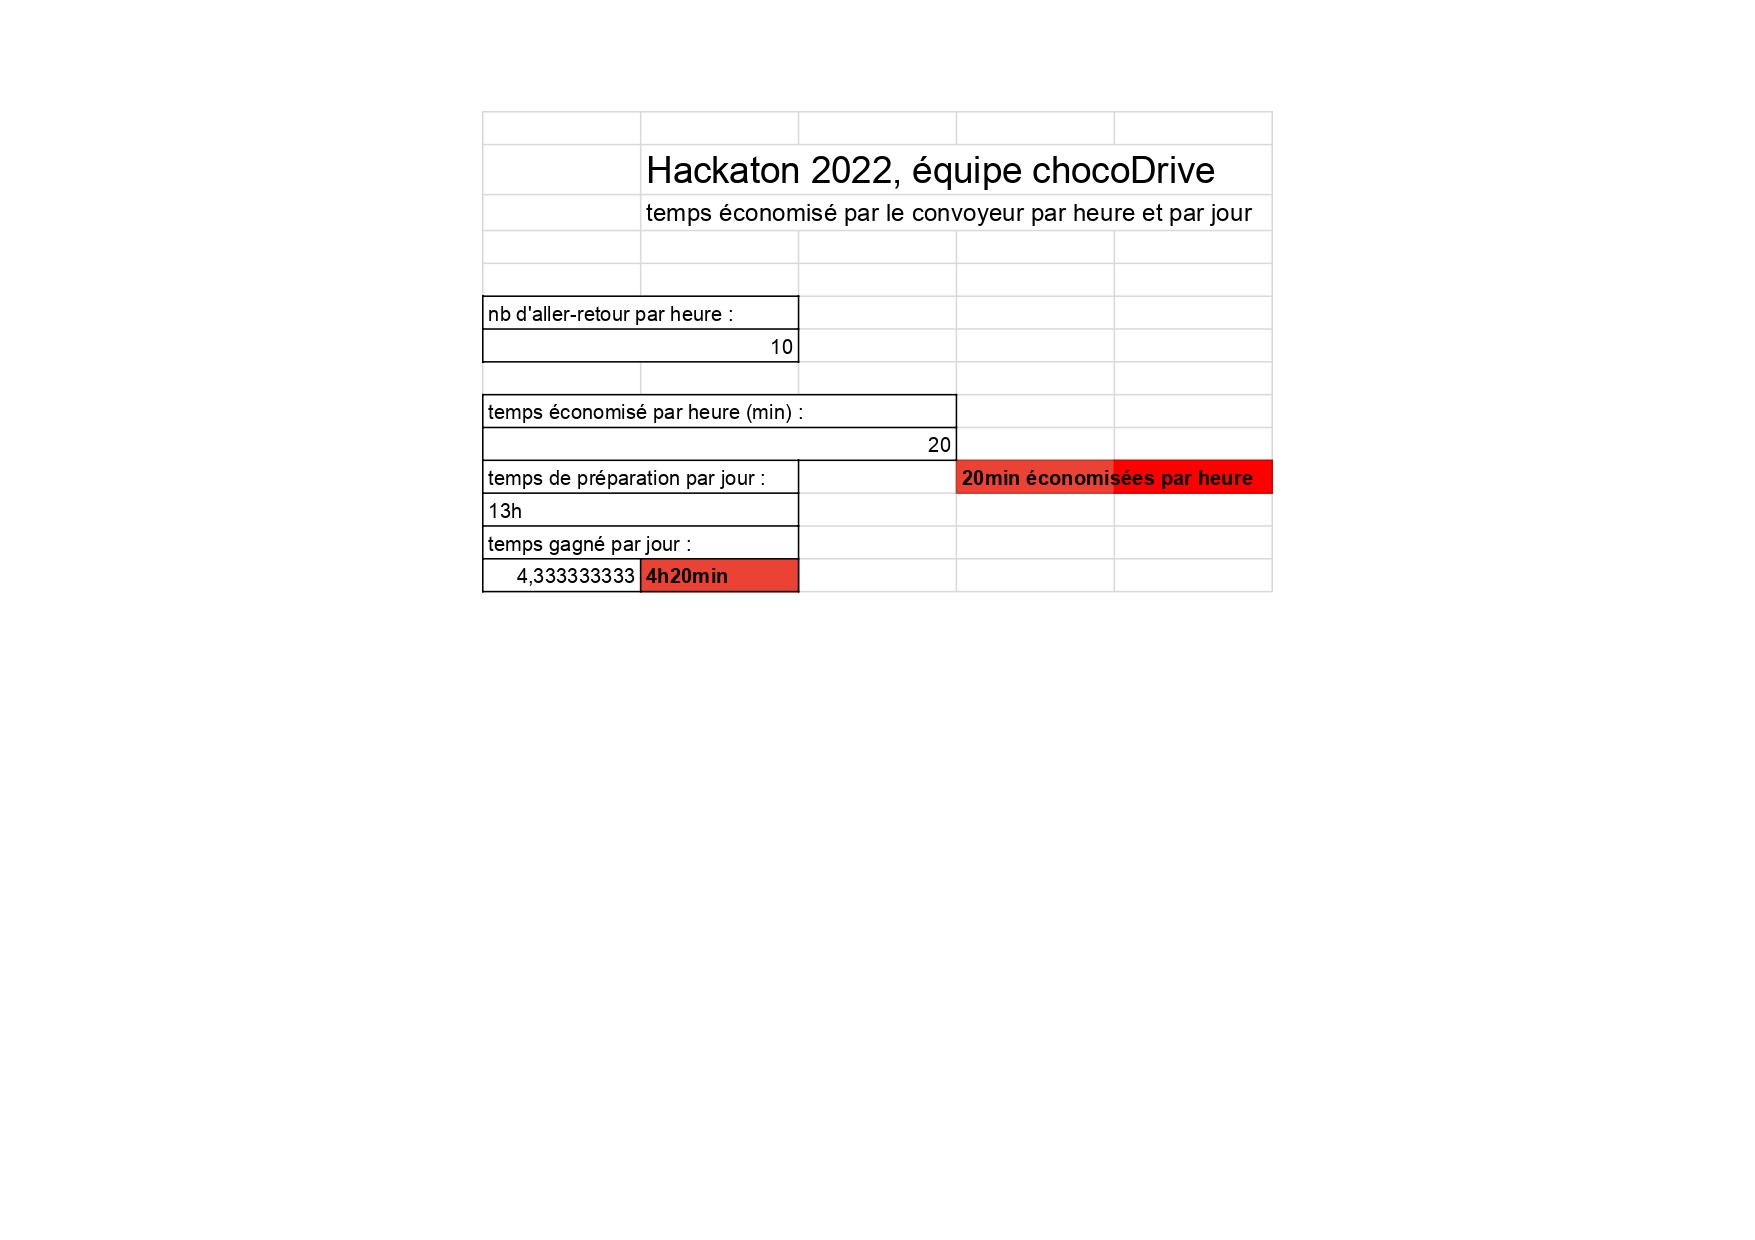 Hackaton 2022, équipe chocoDrive
temps économisé par le convoyeur par heure et par jour
nb d'aller-retour par heure :
10
temps économisé par heure (min) :
20
temps de préparation par jour :
20min économisées par heure
13h
temps gagné par jour :
4,333333333 4h20min